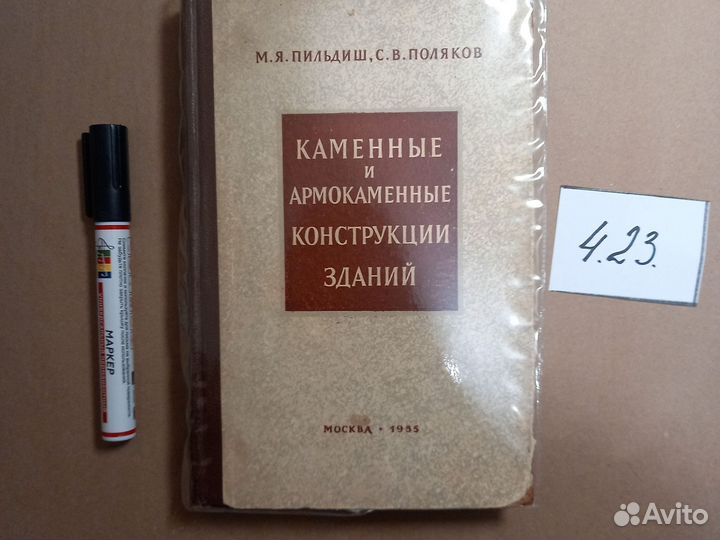 М.Я.ПИЛЬДИШ, С.В.ПОЛЯКОВ
КАМЕННЫЕ
И
АРМОКАМЕННЫЕ
КОНСТРУКЦИИ
ЗДАНИЙ
МОСКВА • 1955
4.23.
МАРКЕР
Avito